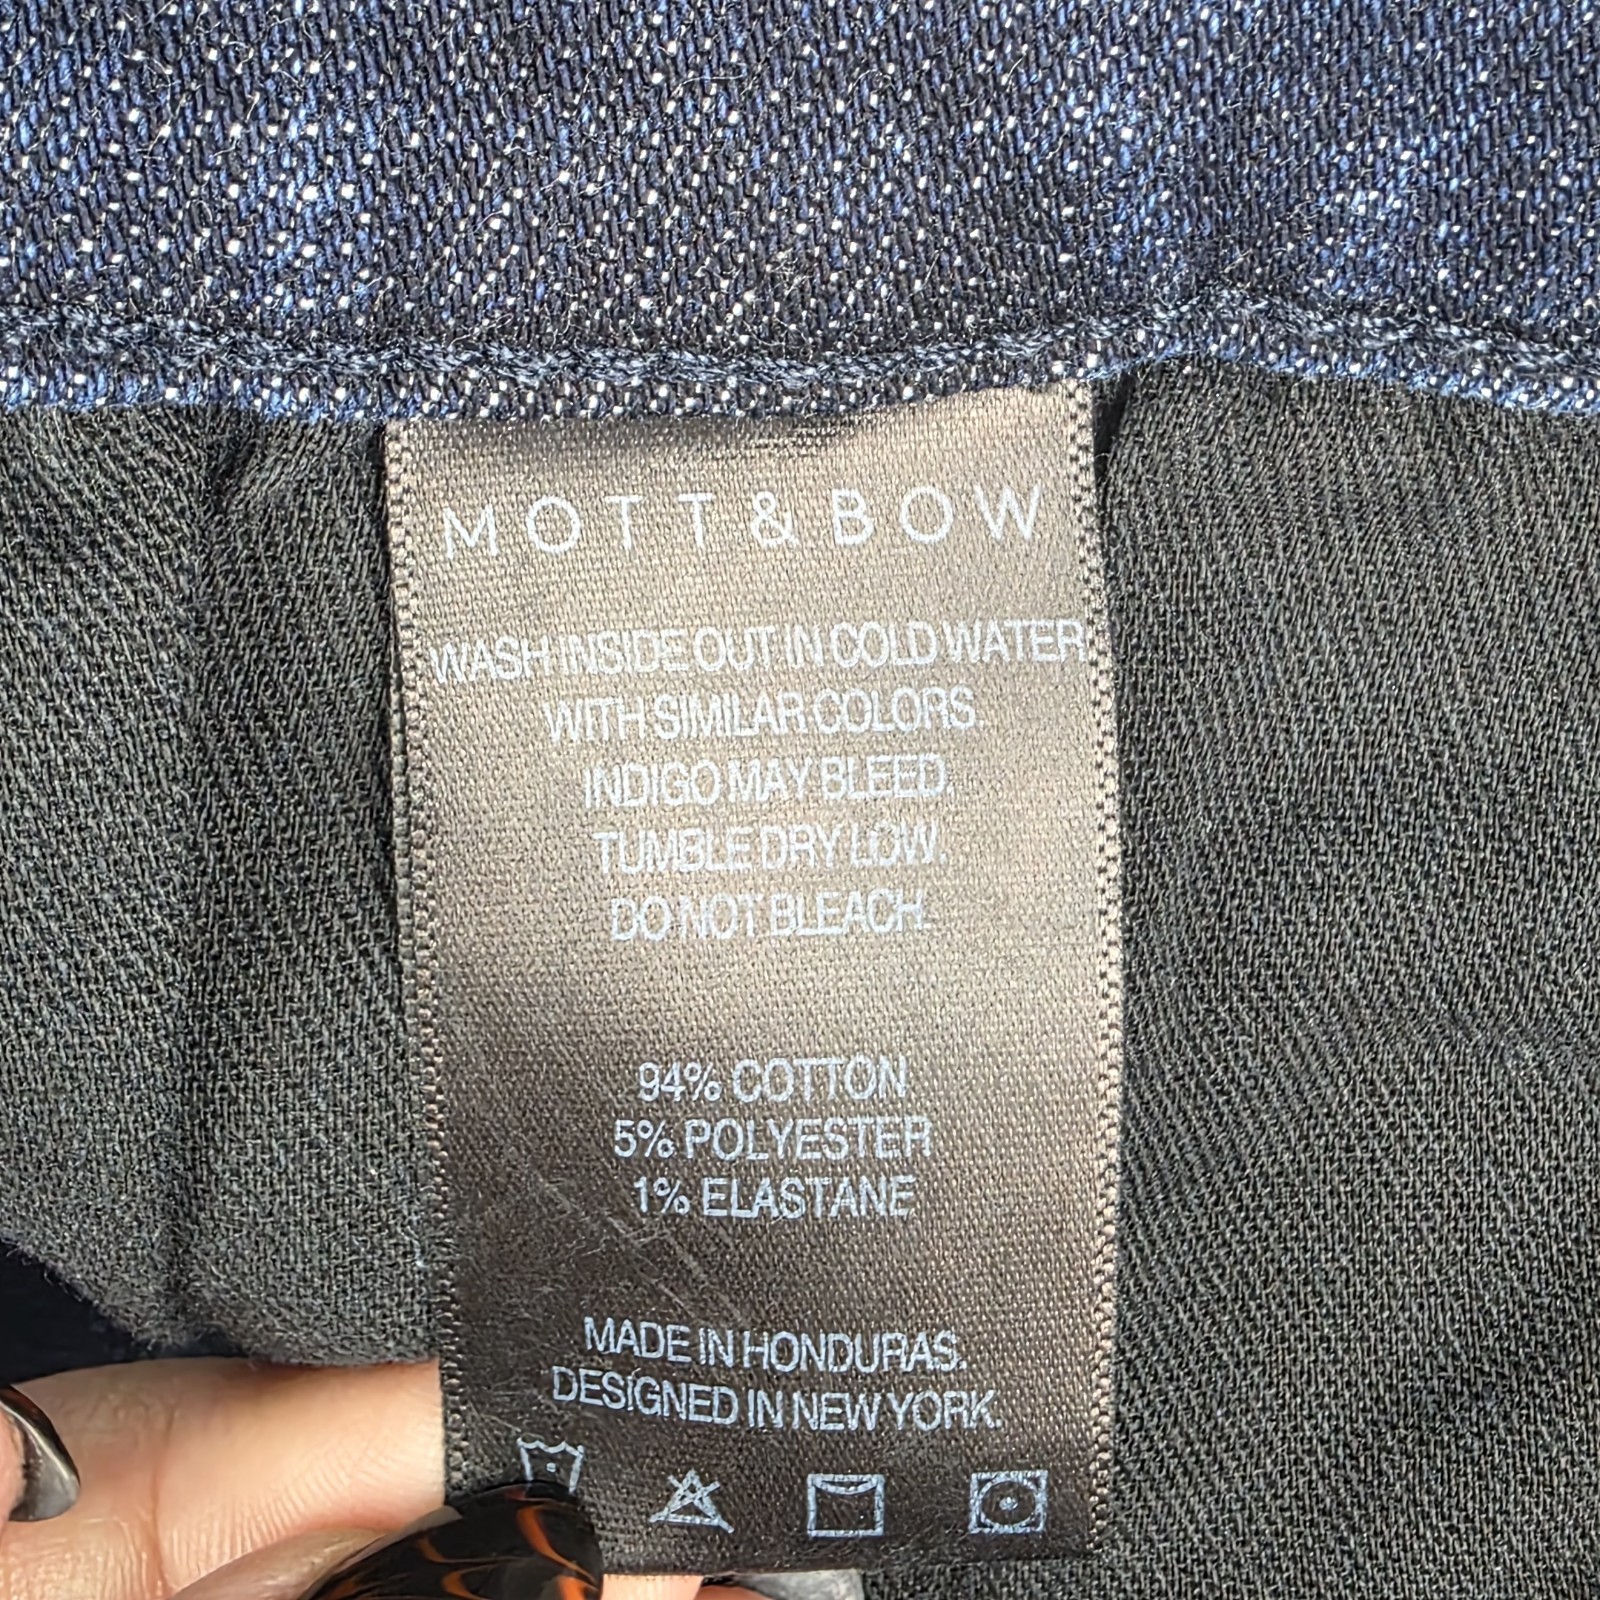 MOTT & BOW
WASH INSIDE OUT IN COLD WATER
WITH SIMILAR COLORS.
INDIGO MAY BLEED.
TUMBLE DRY LOW.
DO NOT BLEACH.
94% COTTON
5% POLYESTER
1% ELASTANE
MADE IN HONDURAS.
DESIGNED IN NEW YORK.